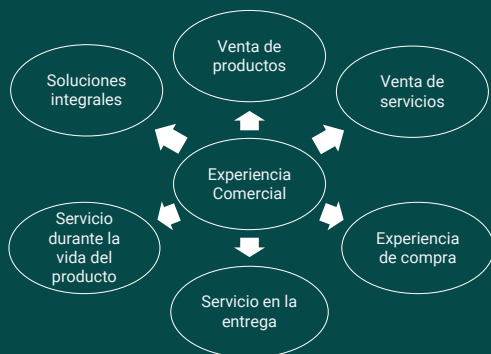 Venta de
productos
Soluciones
integrales
Venta de
servicios
Experiencia
Comercial
Servicio
durante la
vida del
producto
Experiencia
de compra
Servicio en la
entrega